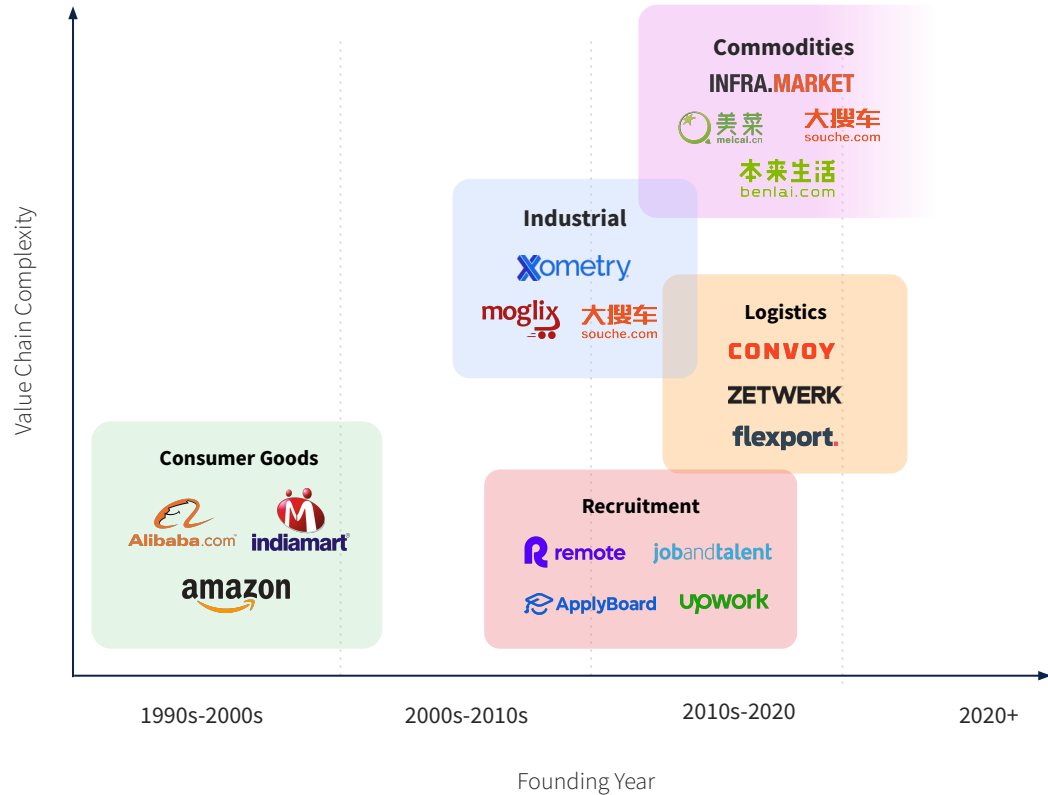 Value Chain Complexity
Commodities
INFRA.MARKET
美菜
meicai.cn
大搜车
souche.com
本来生活
benlai.com
Industrial
Xometry
moglix
大搜车
souche.com
Logistics
CONVOY
ZETWERK
flexport.
Consumer Goods
Alibaba.com
indiamart
amazon
Recruitment
remote
jobandtalent
ApplyBoard
upwork
1990s-2000s
2000s-2010s
2010s-2020
2020+
Founding Year